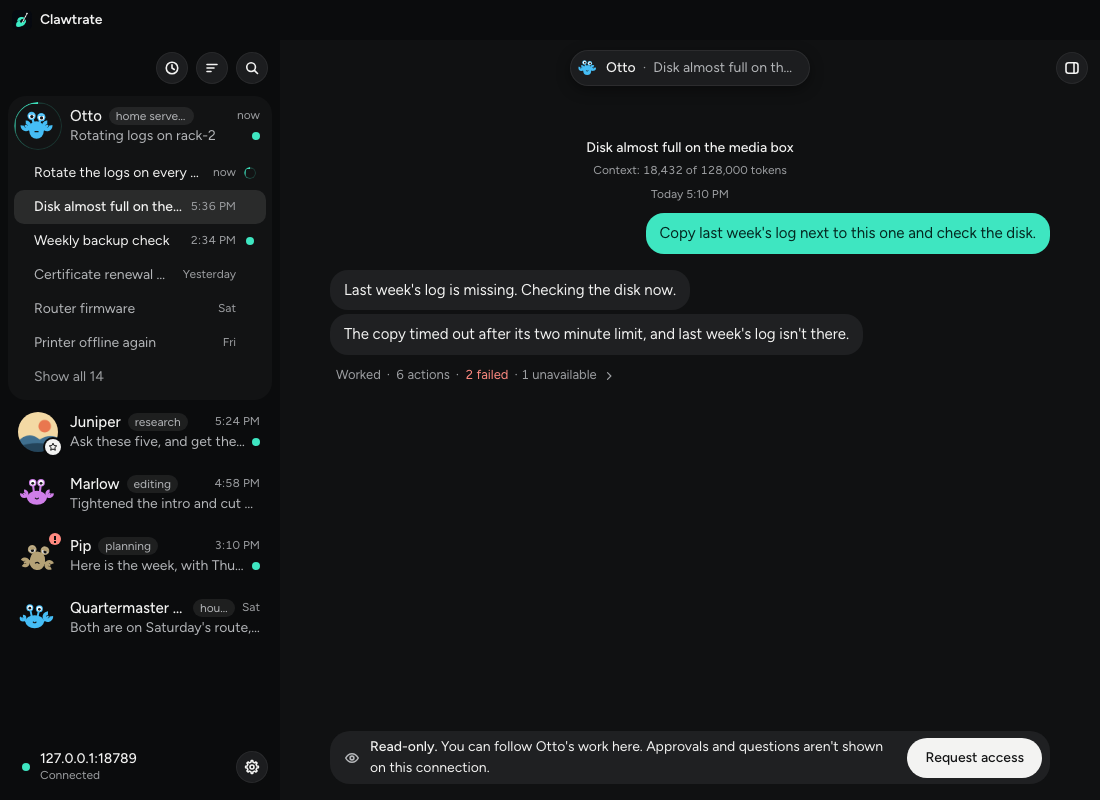 Clawtrate
Otto
home serve...
now
Rotating logs on rack-2
Rotate the logs on every ...
now
Disk almost full on the...
5:36 PM
Weekly backup check
2:34 PM
Certificate renewal ...
Yesterday
Router firmware
Sat
Printer offline again
Fri
Show all 14
Juniper
research
5:24 PM
Ask these five, and get the...
Marlow
editing
4:58 PM
Tightened the intro and cut ...
Pip
planning
3:10 PM
Here is the week, with Thu...
Quartermaster ...
hou...
Sat
Both are on Saturday's route,...
127.0.0.1:18789
Connected
Otto · Disk almost full on th...
Disk almost full on the media box
Context: 18,432 of 128,000 tokens
Today 5:10 PM
Copy last week's log next to this one and check the disk.
Last week's log is missing. Checking the disk now.
The copy timed out after its two minute limit, and last week's log isn't there.
Worked · 6 actions · 2 failed · 1 unavailable
Read-only. You can follow Otto's work here. Approvals and questions aren't shown
on this connection.
Request access